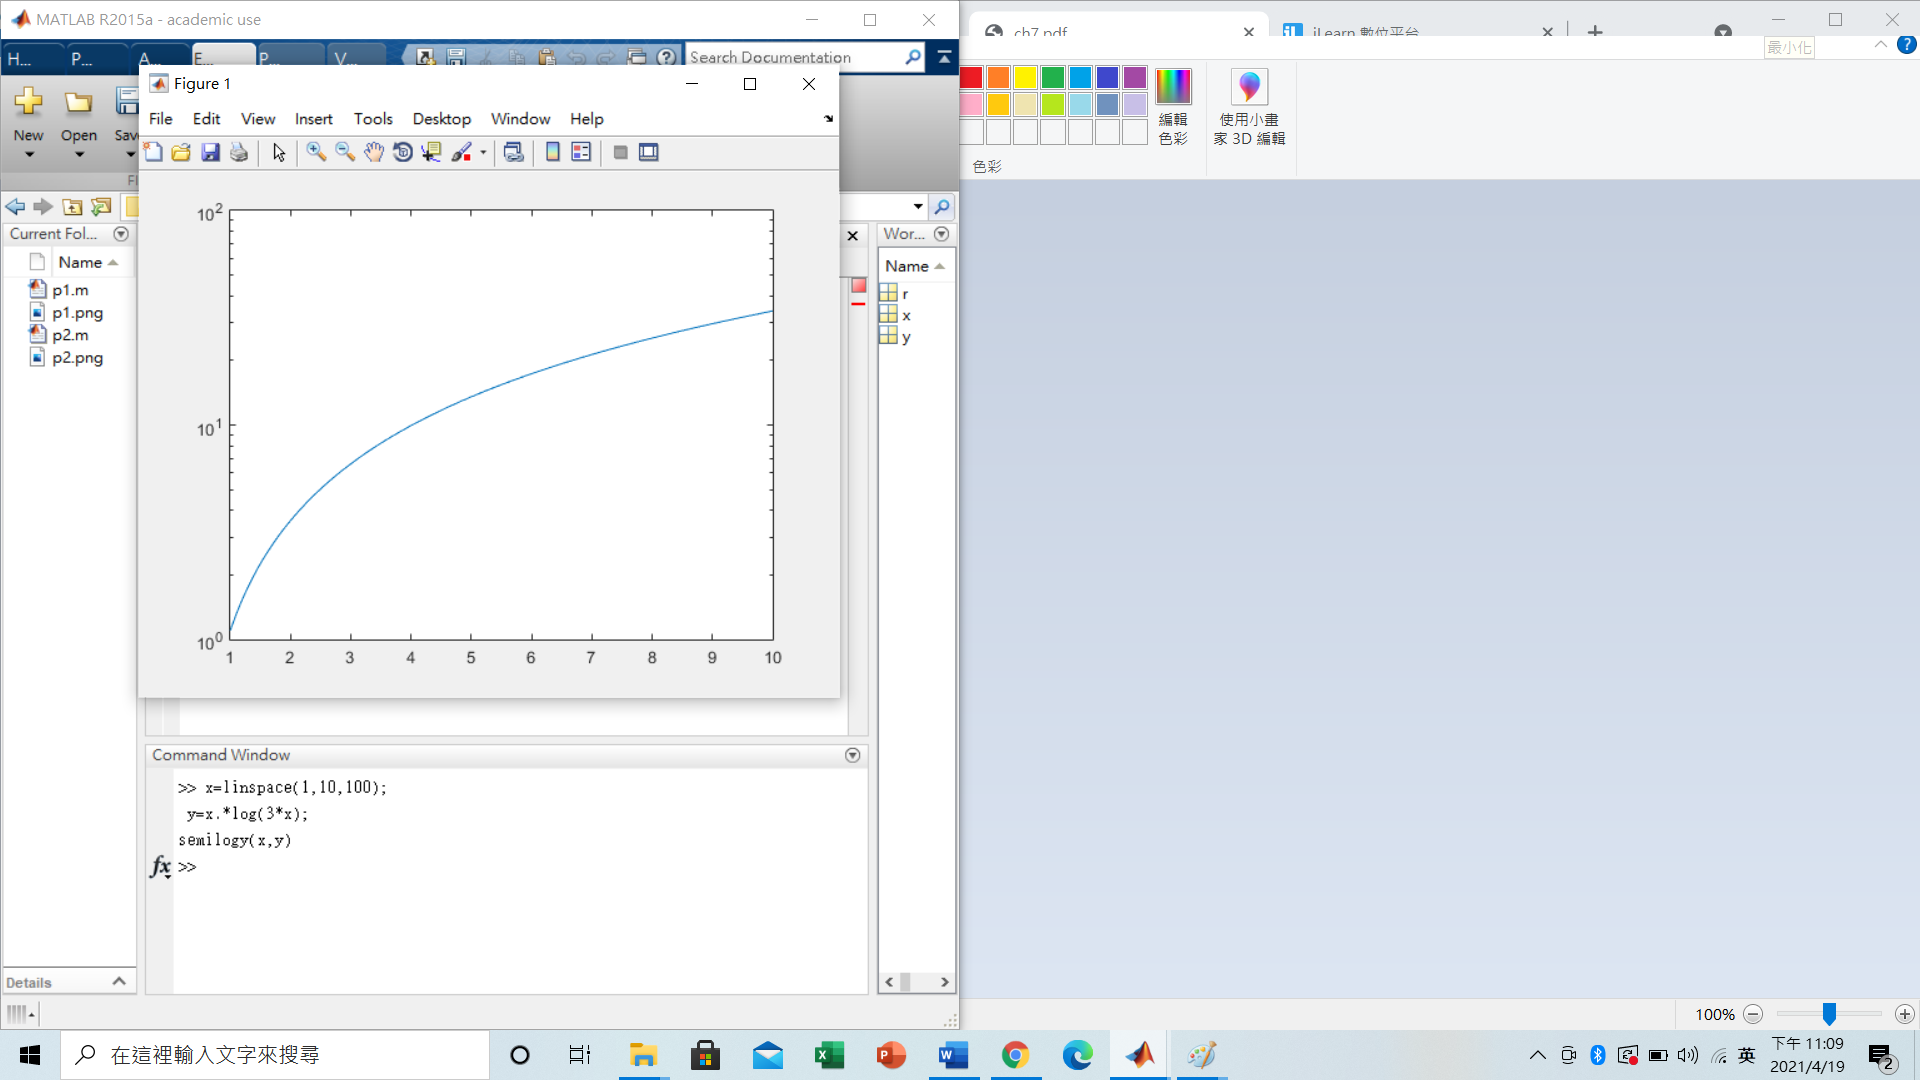 MATLAB R2015a - academic use
ch7.pdf
iLearn 數位平台
最小化
H...
P...
A...
E...
P...
V...
Search Documentation
Figure 1
File Edit View Insert Tools Desktop Window Help
New
Open
Save
編輯
色彩
使用小畫
家 3D 編輯
色彩
Current Fol...
Name
p1.m
p1.png
p2.m
p2.png
Details
10^2
10^1
10^0
1 2 3 4 5 6 7 8 9 10
Wor...
Name
r
x
y
Command Window
>> x=linspace(1,10,100);
y=x.*log(3*x);
semilogy(x,y)
fx >>
100%
在這裡輸入文字來搜尋
英
下午 11:09
2021/4/19
2